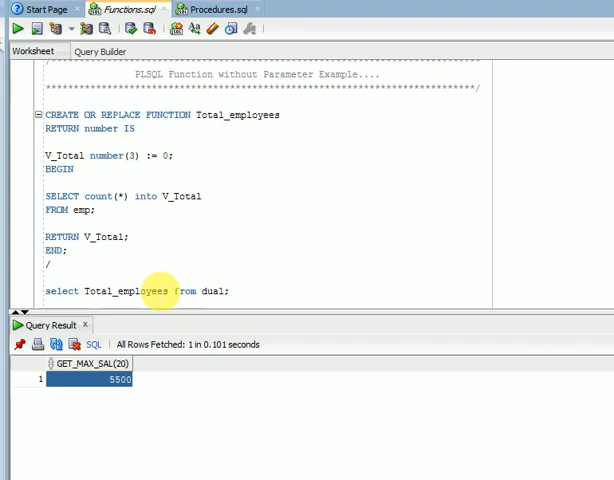 Start Page Functions.sql Procedures.sql
Worksheet Query Builder
PLSQL Function without Parameter Example....
*****************************************************************************/
CREATE OR REPLACE FUNCTION Total_employees
RETURN number IS
V_Total number(3) := 0;
BEGIN
SELECT count(*) into V_Total
FROM emp;
RETURN V_Total;
END;
/
select Total_employees from dual;
Query Result x
SQL | All Rows Fetched: 1 in 0.101 seconds
GET_MAX_SAL(20)
1 5500